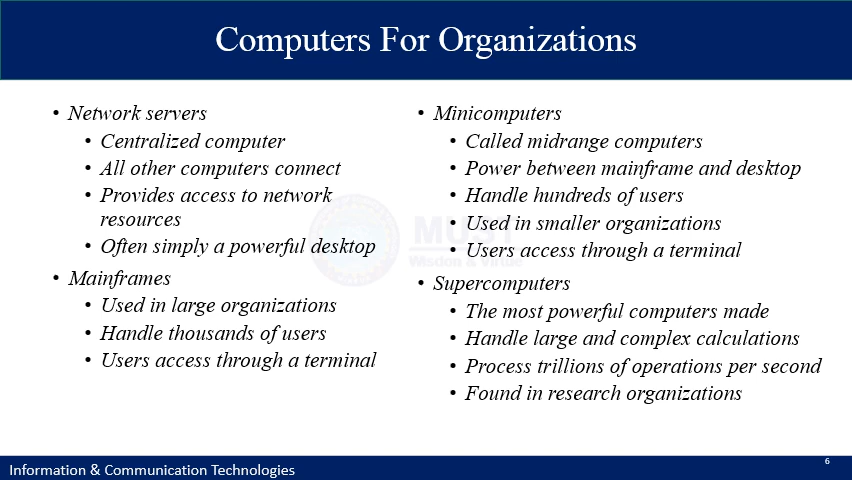 Computers For Organizations
• Network servers
• Centralized computer
• All other computers connect
• Provides access to network
resources
• Often simply a powerful desktop
• Mainframes
• Used in large organizations
• Handle thousands of users
• Users access through a terminal
• Minicomputers
• Called midrange computers
• Power between mainframe and desktop
• Handle hundreds of users
• Used in smaller organizations
• Users access through a terminal
• Supercomputers
• The most powerful computers made
• Handle large and complex calculations
• Process trillions of operations per second
• Found in research organizations
MUST
Wisdom & Virtue
Information & Communication Technologies
6